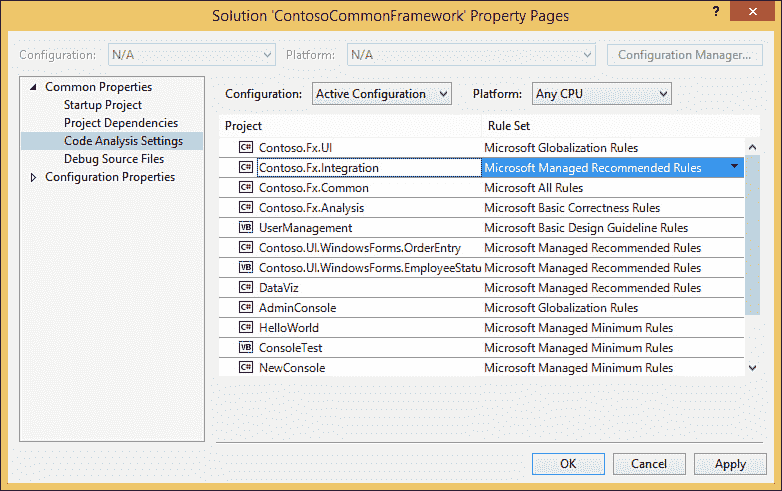 Solution 'ContosoCommonFramework' Property Pages
?
Configuration: N/A Platform: N/A Configuration Manager...
Common Properties
Startup Project
Project Dependencies
Code Analysis Settings
Debug Source Files
Configuration Properties
Configuration: Active Configuration Platform: Any CPU
Project Rule Set
C# Contoso.Fx.UI Microsoft Globalization Rules
C# Contoso.Fx.Integration Microsoft Managed Recommended Rules
C# Contoso.Fx.Common Microsoft All Rules
C# Contoso.Fx.Analysis Microsoft Basic Correctness Rules
VB UserManagement Microsoft Basic Design Guideline Rules
C# Contoso.UI.WindowsForms.OrderEntry Microsoft Managed Recommended Rules
VB Contoso.UI.WindowsForms.EmployeeStatu Microsoft Managed Recommended Rules
C# DataViz Microsoft Managed Recommended Rules
C# AdminConsole Microsoft Globalization Rules
C# HelloWorld Microsoft Managed Minimum Rules
VB ConsoleTest Microsoft Managed Minimum Rules
C# NewConsole Microsoft Managed Minimum Rules
OK Cancel Apply